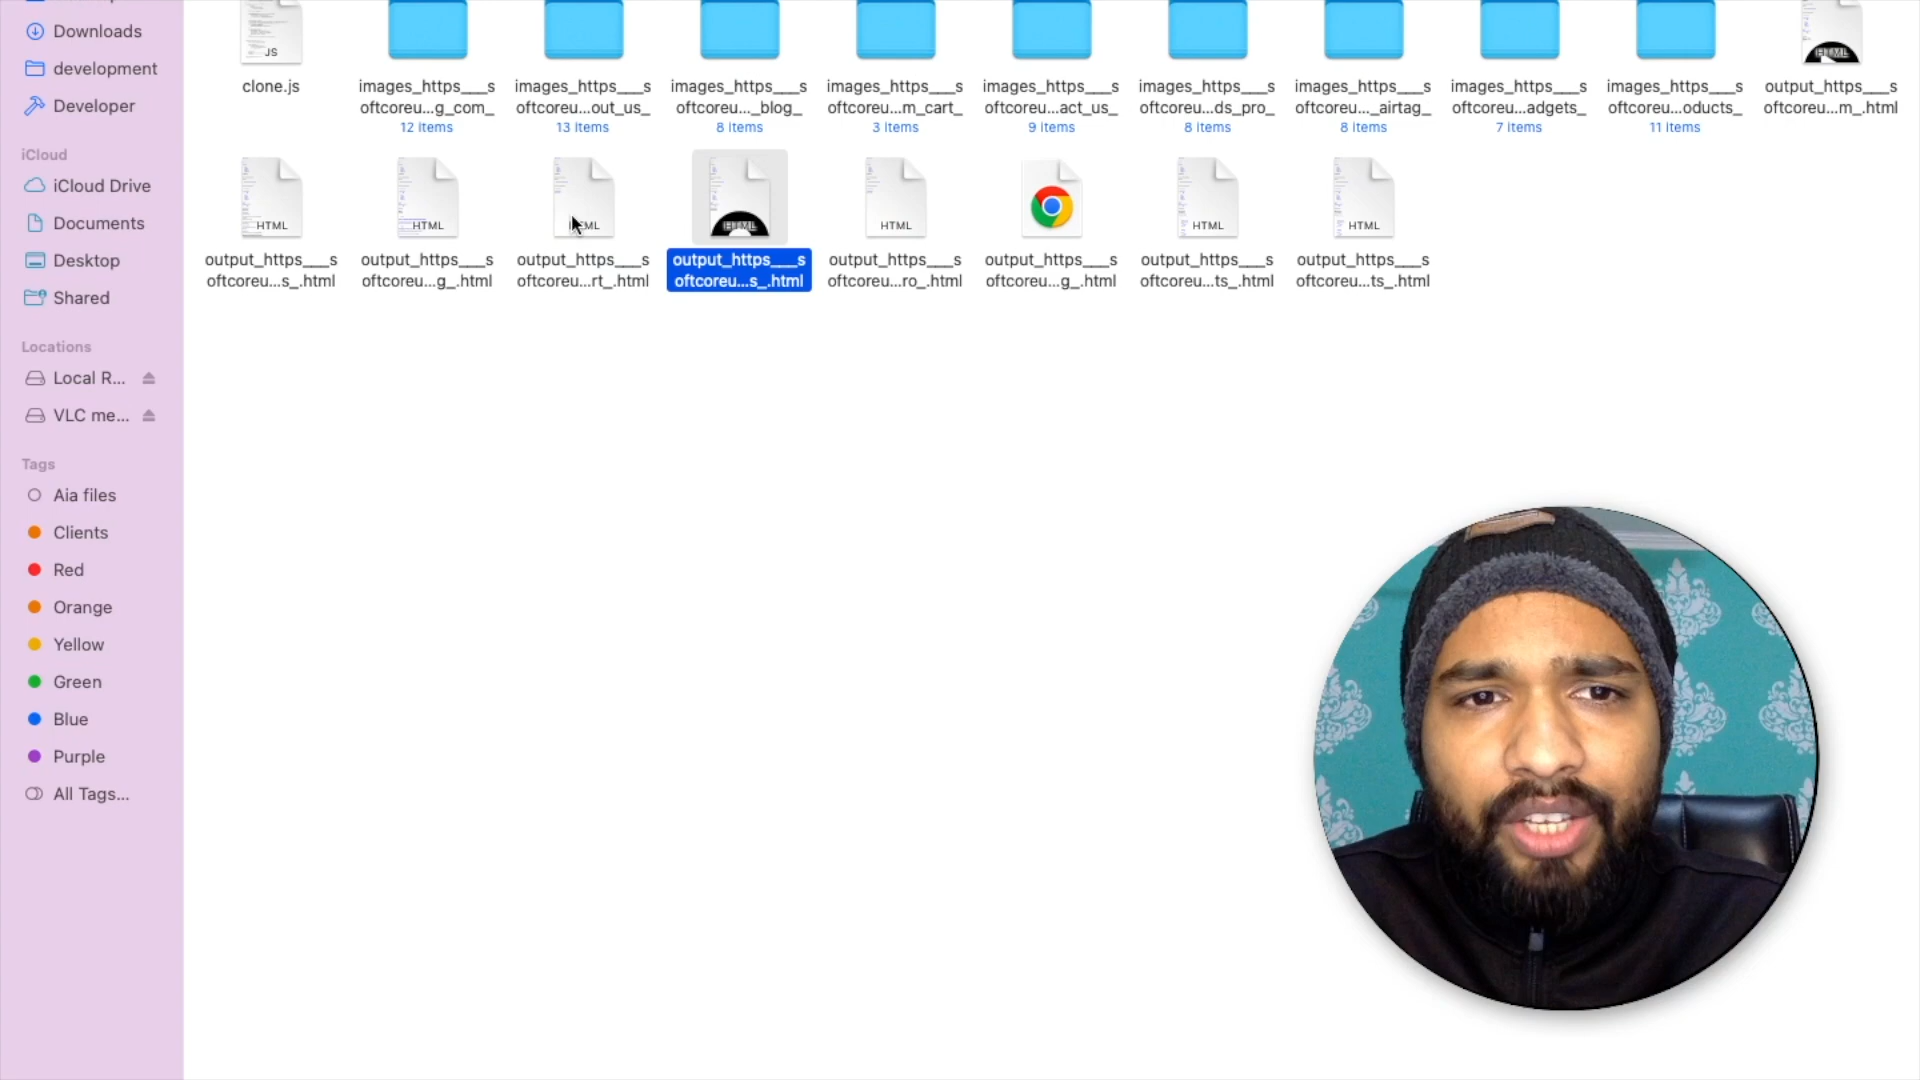 Downloads
development
Developer
iCloud
iCloud Drive
Documents
Desktop
Shared
Locations
Local R...
VLC me...
Tags
Aia files
Clients
Red
Orange
Yellow
Green
Blue
Purple
All Tags...
JS
HTML
clone.js
images_https___s
oftcoreu...g_com_
12 items
images_https___s
oftcoreu...out_us_
13 items
images_https___s
oftcoreu..._blog_
8 items
images_https___s
oftcoreu...m_cart_
3 items
images_https___s
oftcoreu...act_us_
9 items
images_https___s
oftcoreu...ds_pro_
8 items
images_https___s
oftcoreu..._airtag_
8 items
images_https___s
oftcoreu...adgets_
7 items
images_https___s
oftcoreu...oducts_
11 items
output_https___s
oftcoreu...m_.html
HTML
output_https___s
oftcoreu...s_.html
HTML
output_https___s
oftcoreu...g_.html
HTML
output_https___s
oftcoreu...rt_.html
HTML
output_https___s
oftcoreu...s_.html
HTML
output_https___s
oftcoreu...ro_.html
output_https___s
oftcoreu...g_.html
HTML
output_https___s
oftcoreu...ts_.html
HTML
output_https___s
oftcoreu...ts_.html